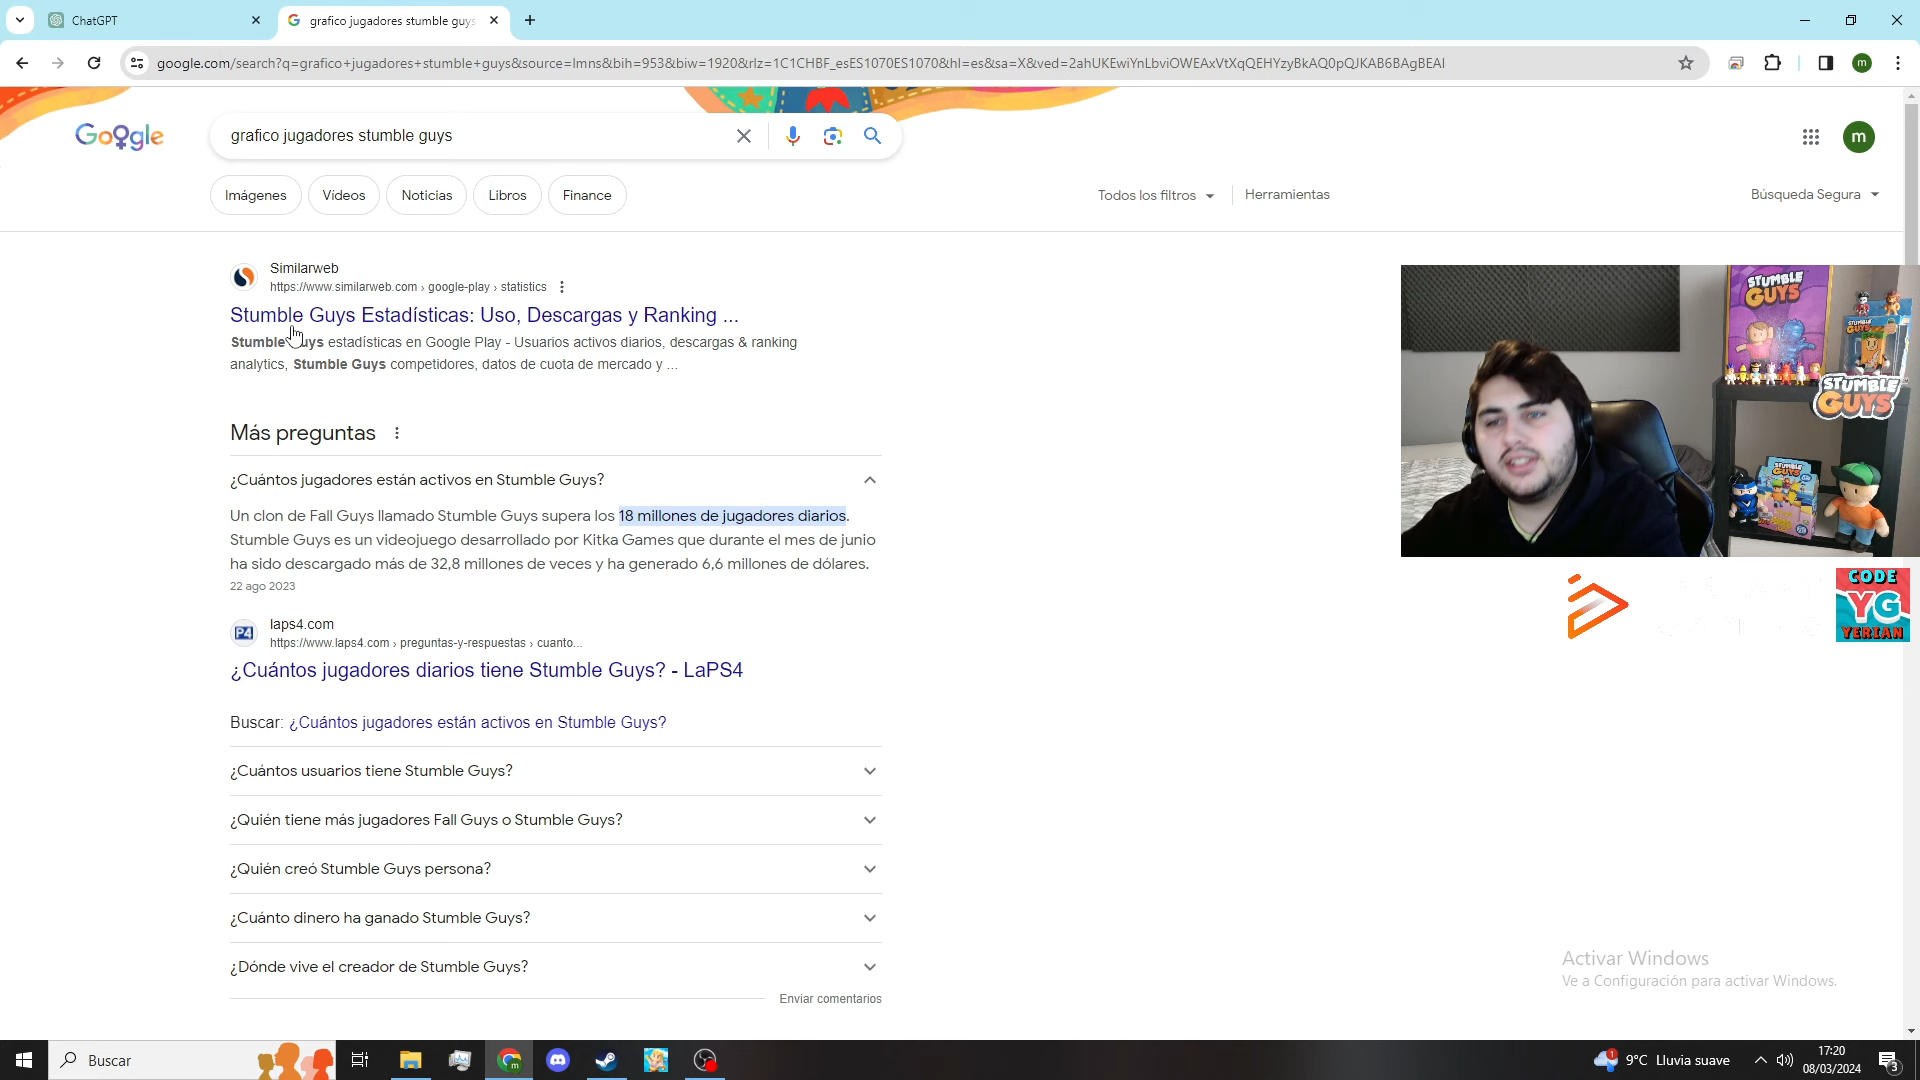 ChatGPT
grafico jugadores stumble guys
google.com/search?q=grafico+jugadores+stumble+guys&source=lmns&bih=953&biw=1920&rlz=1C1CHBF_esES1070ES1070&hl=es&sa=X&ved=2ahUKEwiYnLbviOWEAxVtXqQEHYzyBkAQ0pQJKAB6BAgBEAI
m
Google
grafico jugadores stumble guys
m
Imágenes
Vídeos
Noticias
Libros
Finance
Todos los filtros
Herramientas
Búsqueda Segura
Similarweb
https://www.similarweb.com › google-play › statistics
Stumble Guys Estadísticas: Uso, Descargas y Ranking ...
Stumble Guys estadísticas en Google Play - Usuarios activos diarios, descargas & ranking
analytics, Stumble Guys competidores, datos de cuota de mercado y ...
STUMBLE
GUYS
STUMBLE
GUYS
Más preguntas
¿Cuántos jugadores están activos en Stumble Guys?
Un clon de Fall Guys llamado Stumble Guys supera los 18 millones de jugadores diarios.
Stumble Guys es un videojuego desarrollado por Kitka Games que durante el mes de junio
ha sido descargado más de 32,8 millones de veces y ha generado 6,6 millones de dólares.
22 ago 2023
CODE
YG
YERIAN
P4
laps4.com
https://www.laps4.com › preguntas-y-respuestas › cuanto...
¿Cuántos jugadores diarios tiene Stumble Guys? - LaPS4
Buscar: ¿Cuántos jugadores están activos en Stumble Guys?
¿Cuántos usuarios tiene Stumble Guys?
¿Quién tiene más jugadores Fall Guys o Stumble Guys?
¿Quién creó Stumble Guys persona?
¿Cuánto dinero ha ganado Stumble Guys?
¿Dónde vive el creador de Stumble Guys?
Enviar comentarios
Activar Windows
Ve a Configuración para activar Windows.
Buscar
1
9°C Lluvia suave
17:20
08/03/2024
3